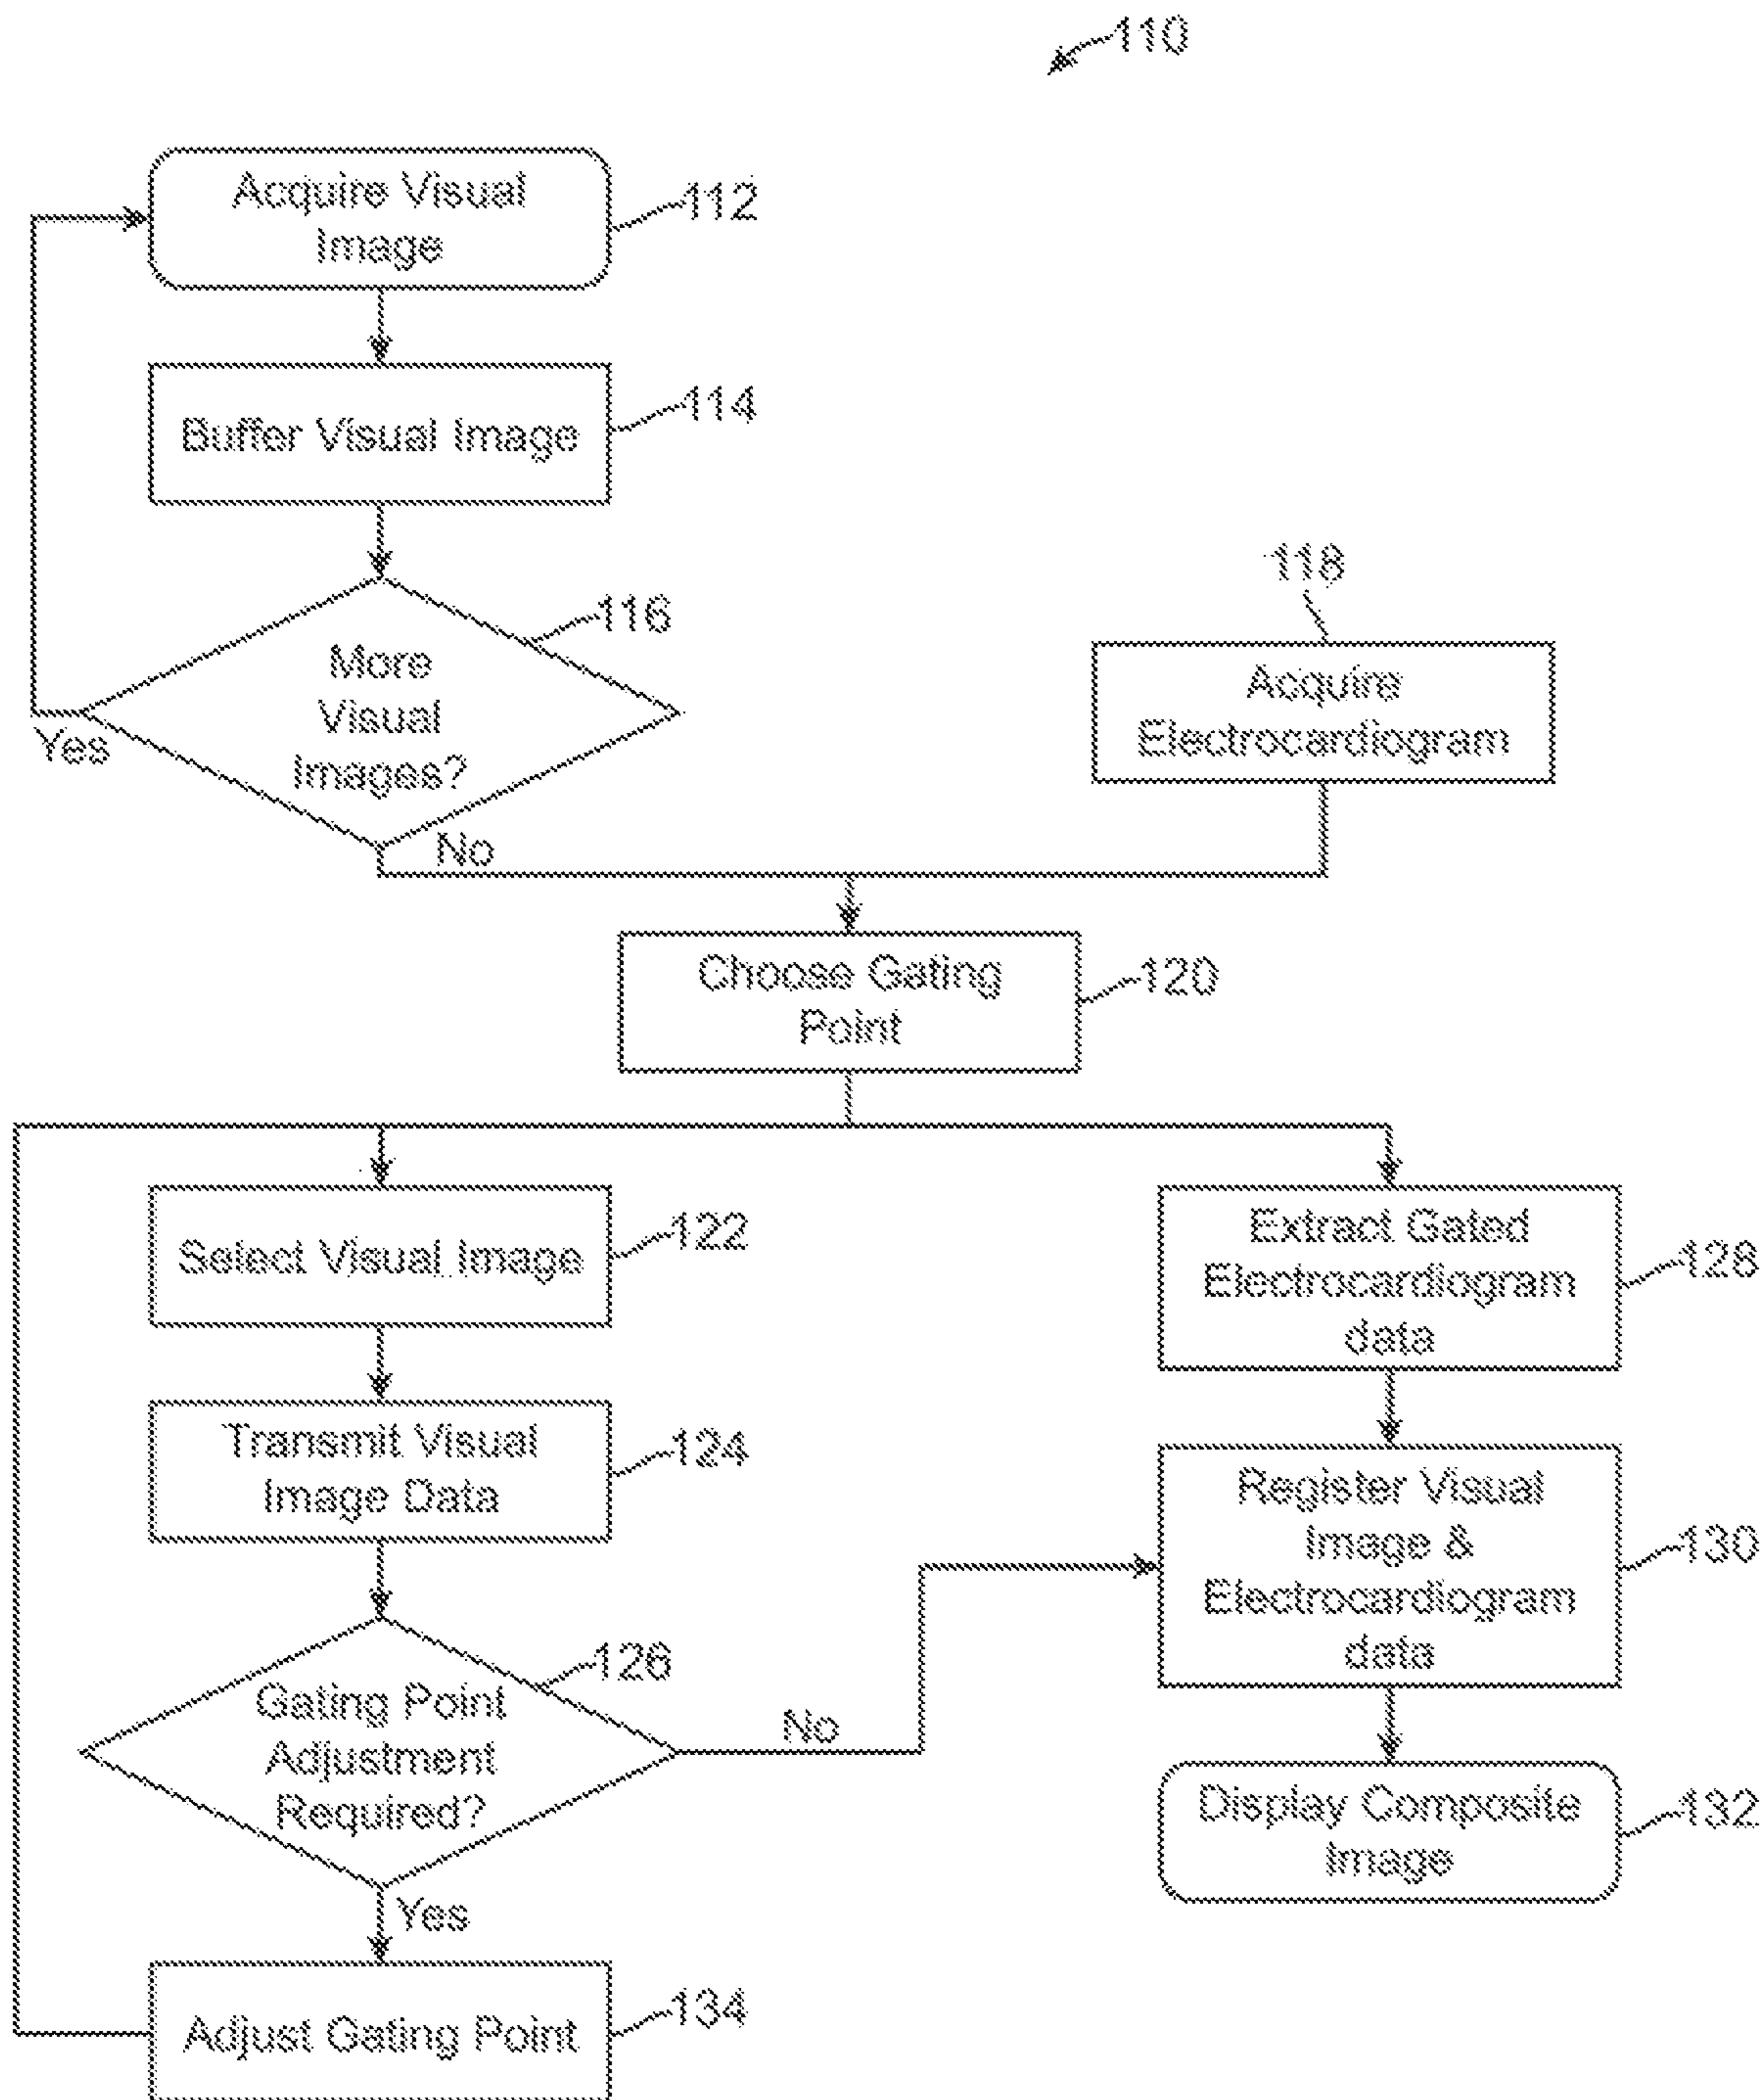 110
Acquire Visual
Image
112
Buffer Visual Image
114
More
Visual
Images?
116
Yes
No
118
Acquire
Electrocardiogram
Choose Gating
Point
120
Select Visual Image
122
Transmit Visual
Image Data
124
Gating Point
Adjustment
Required?
126
No
Yes
Adjust Gating Point
134
Extract Gated
Electrocardiogram
data
128
Register Visual
Image &
Electrocardiogram
data
130
Display Composite
Image
132